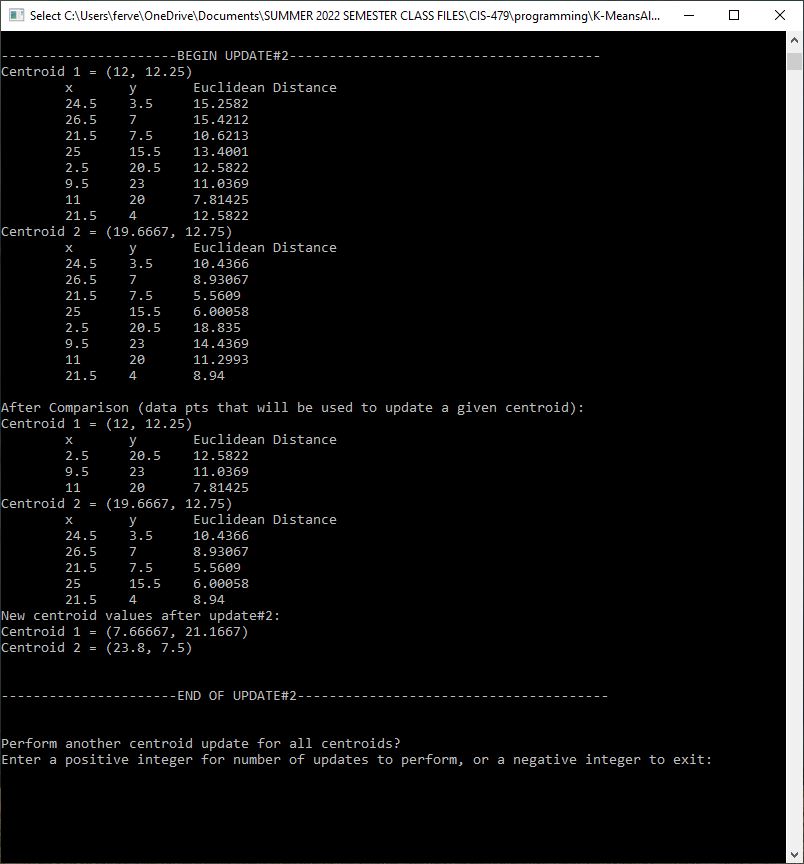 Select C:\Users\ferve\OneDrive\Documents\SUMMER 2022 SEMESTER CLASS FILES\CIS-479\programming\K-MeansAl...
----------------------BEGIN UPDATE#2---------------------------------------
Centroid 1 = (12, 12.25)
x y Euclidean Distance
24.5 3.5 15.2582
26.5 7 15.4212
21.5 7.5 10.6213
25 15.5 13.4001
2.5 20.5 12.5822
9.5 23 11.0369
11 20 7.81425
21.5 4 12.5822
Centroid 2 = (19.6667, 12.75)
x y Euclidean Distance
24.5 3.5 10.4366
26.5 7 8.93067
21.5 7.5 5.5609
25 15.5 6.00058
2.5 20.5 18.835
9.5 23 14.4369
11 20 11.2993
21.5 4 8.94
After Comparison (data pts that will be used to update a given centroid):
Centroid 1 = (12, 12.25)
x y Euclidean Distance
2.5 20.5 12.5822
9.5 23 11.0369
11 20 7.81425
Centroid 2 = (19.6667, 12.75)
x y Euclidean Distance
24.5 3.5 10.4366
26.5 7 8.93067
21.5 7.5 5.5609
25 15.5 6.00058
21.5 4 8.94
New centroid values after update#2:
Centroid 1 = (7.66667, 21.1667)
Centroid 2 = (23.8, 7.5)
----------------------END OF UPDATE#2---------------------------------------
Perform another centroid update for all centroids?
Enter a positive integer for number of updates to perform, or a negative integer to exit: